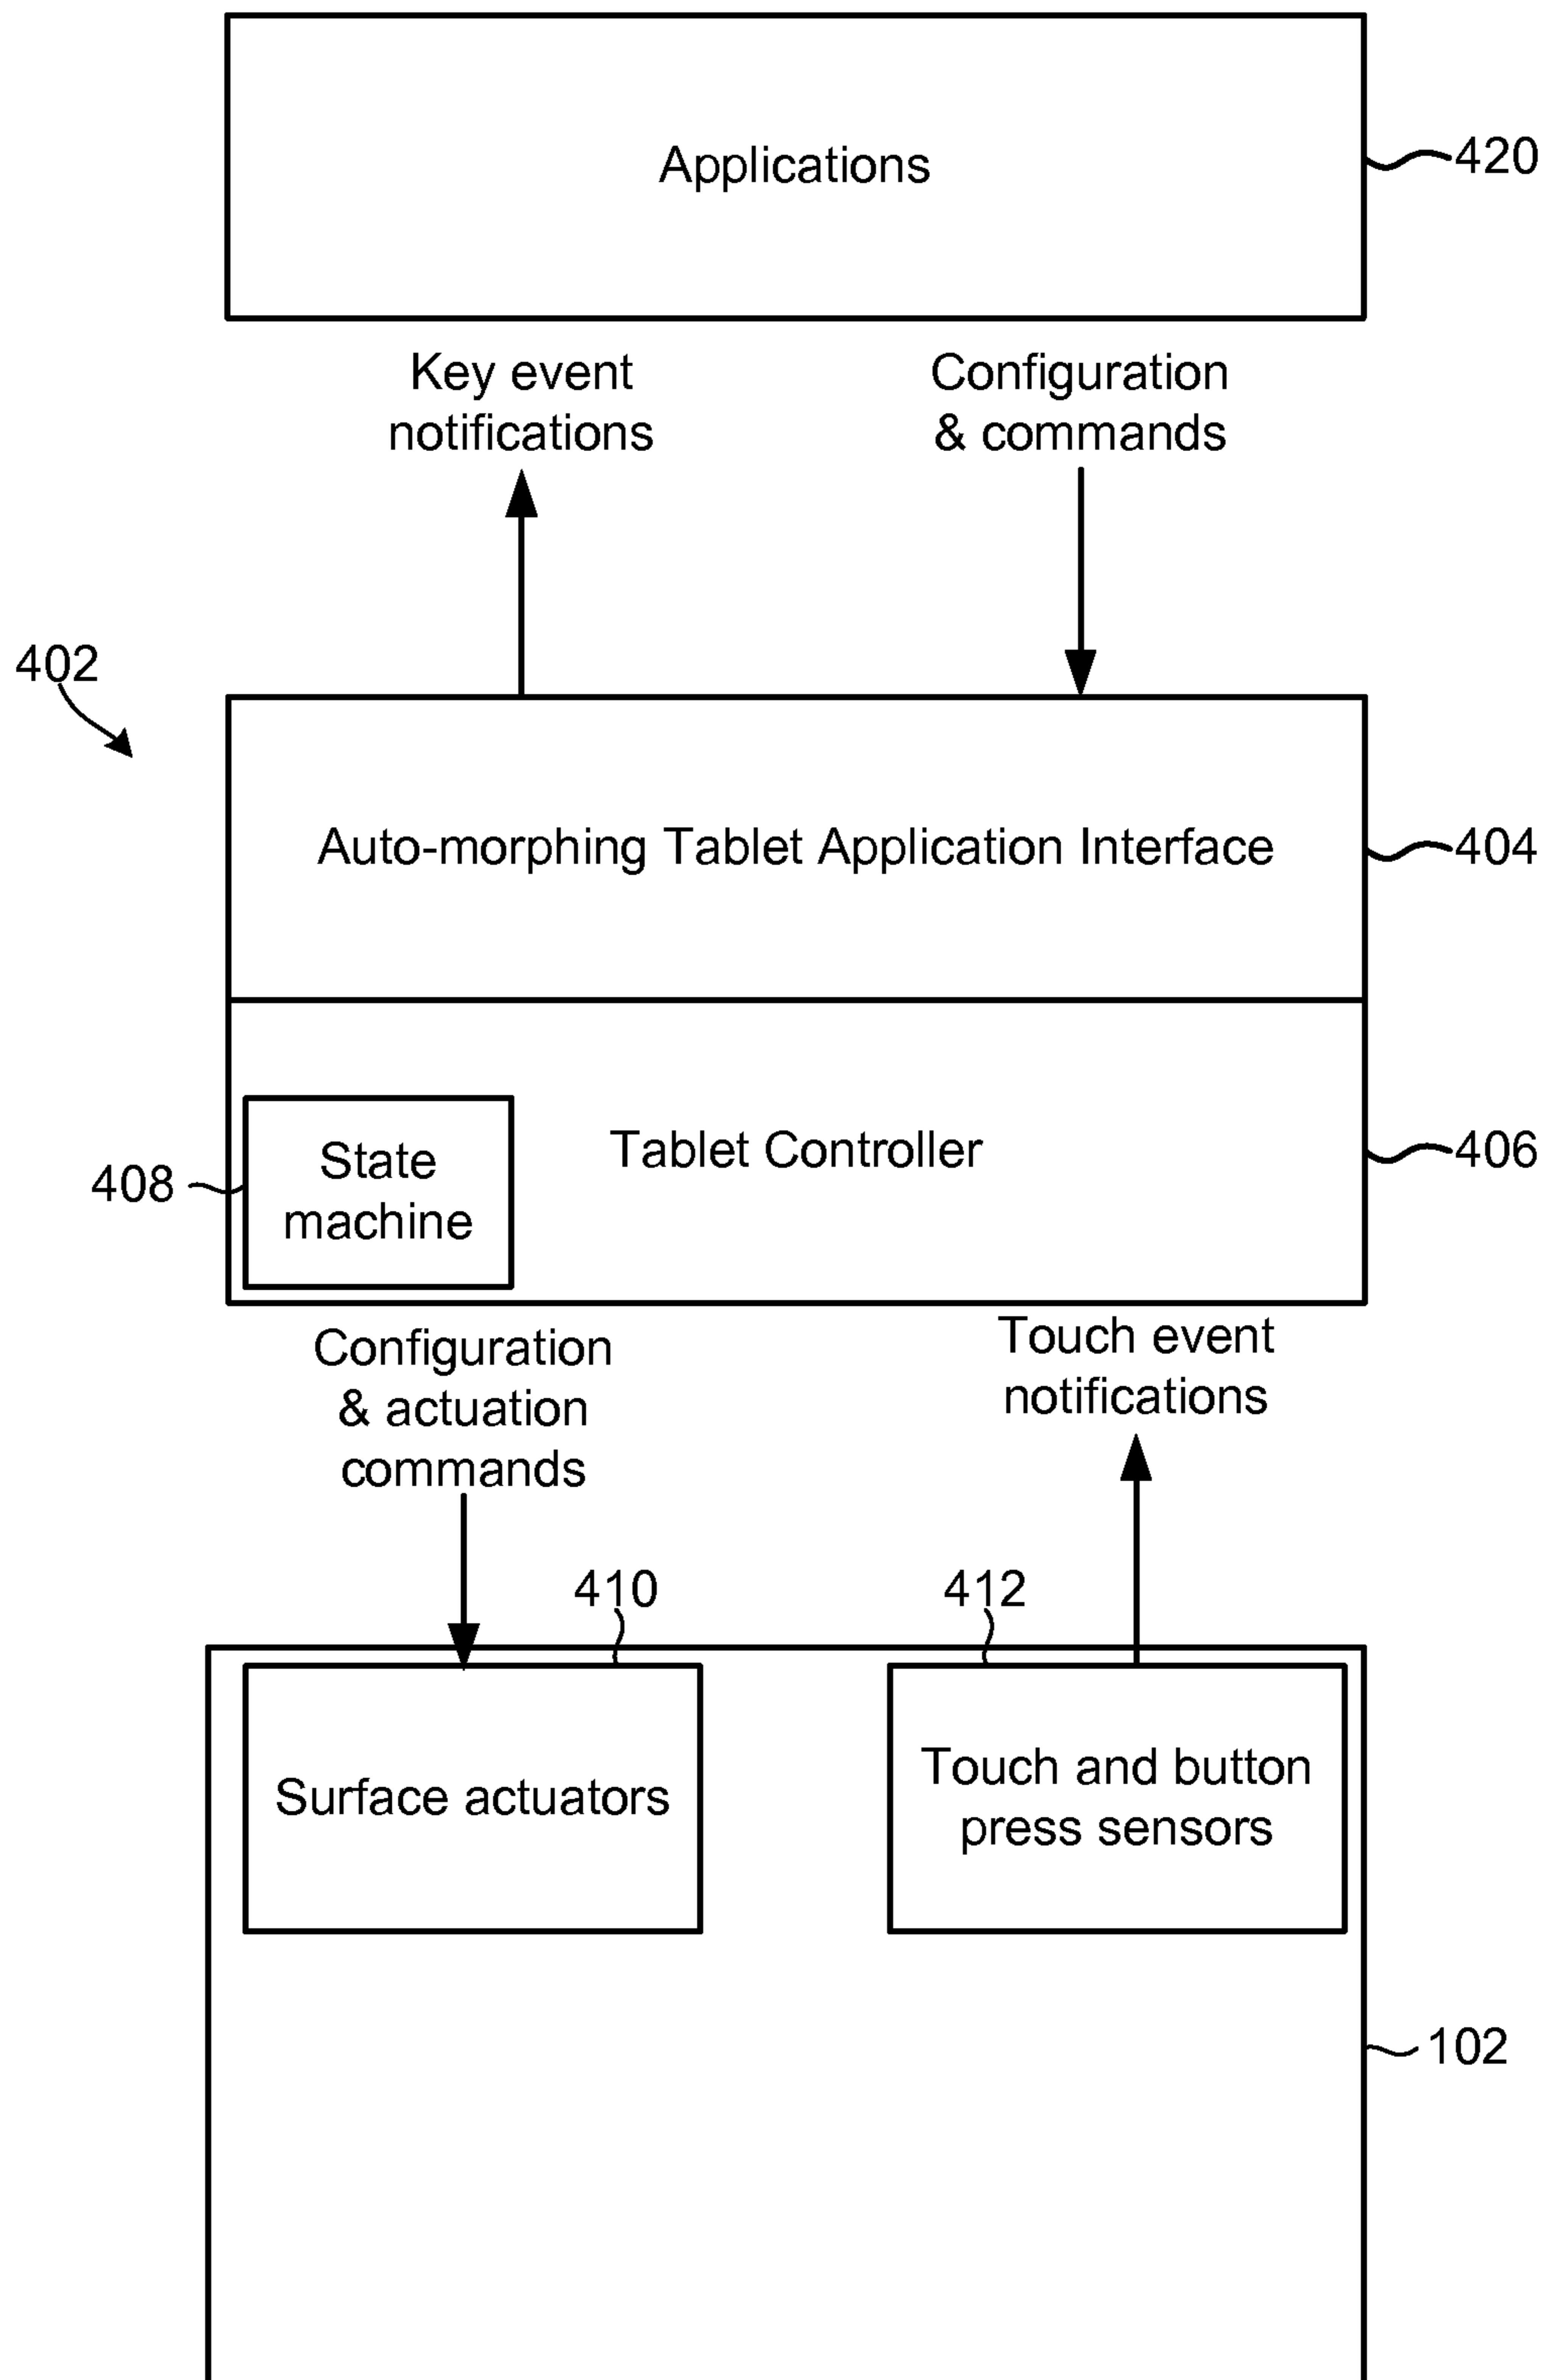 Applications
420
Key event
notifications
Configuration
& commands
402
Auto-morphing Tablet Application Interface
404
State
machine
Tablet Controller
406
408
Configuration
& actuation
commands
Touch event
notifications
410
412
Surface actuators
Touch and button
press sensors
102